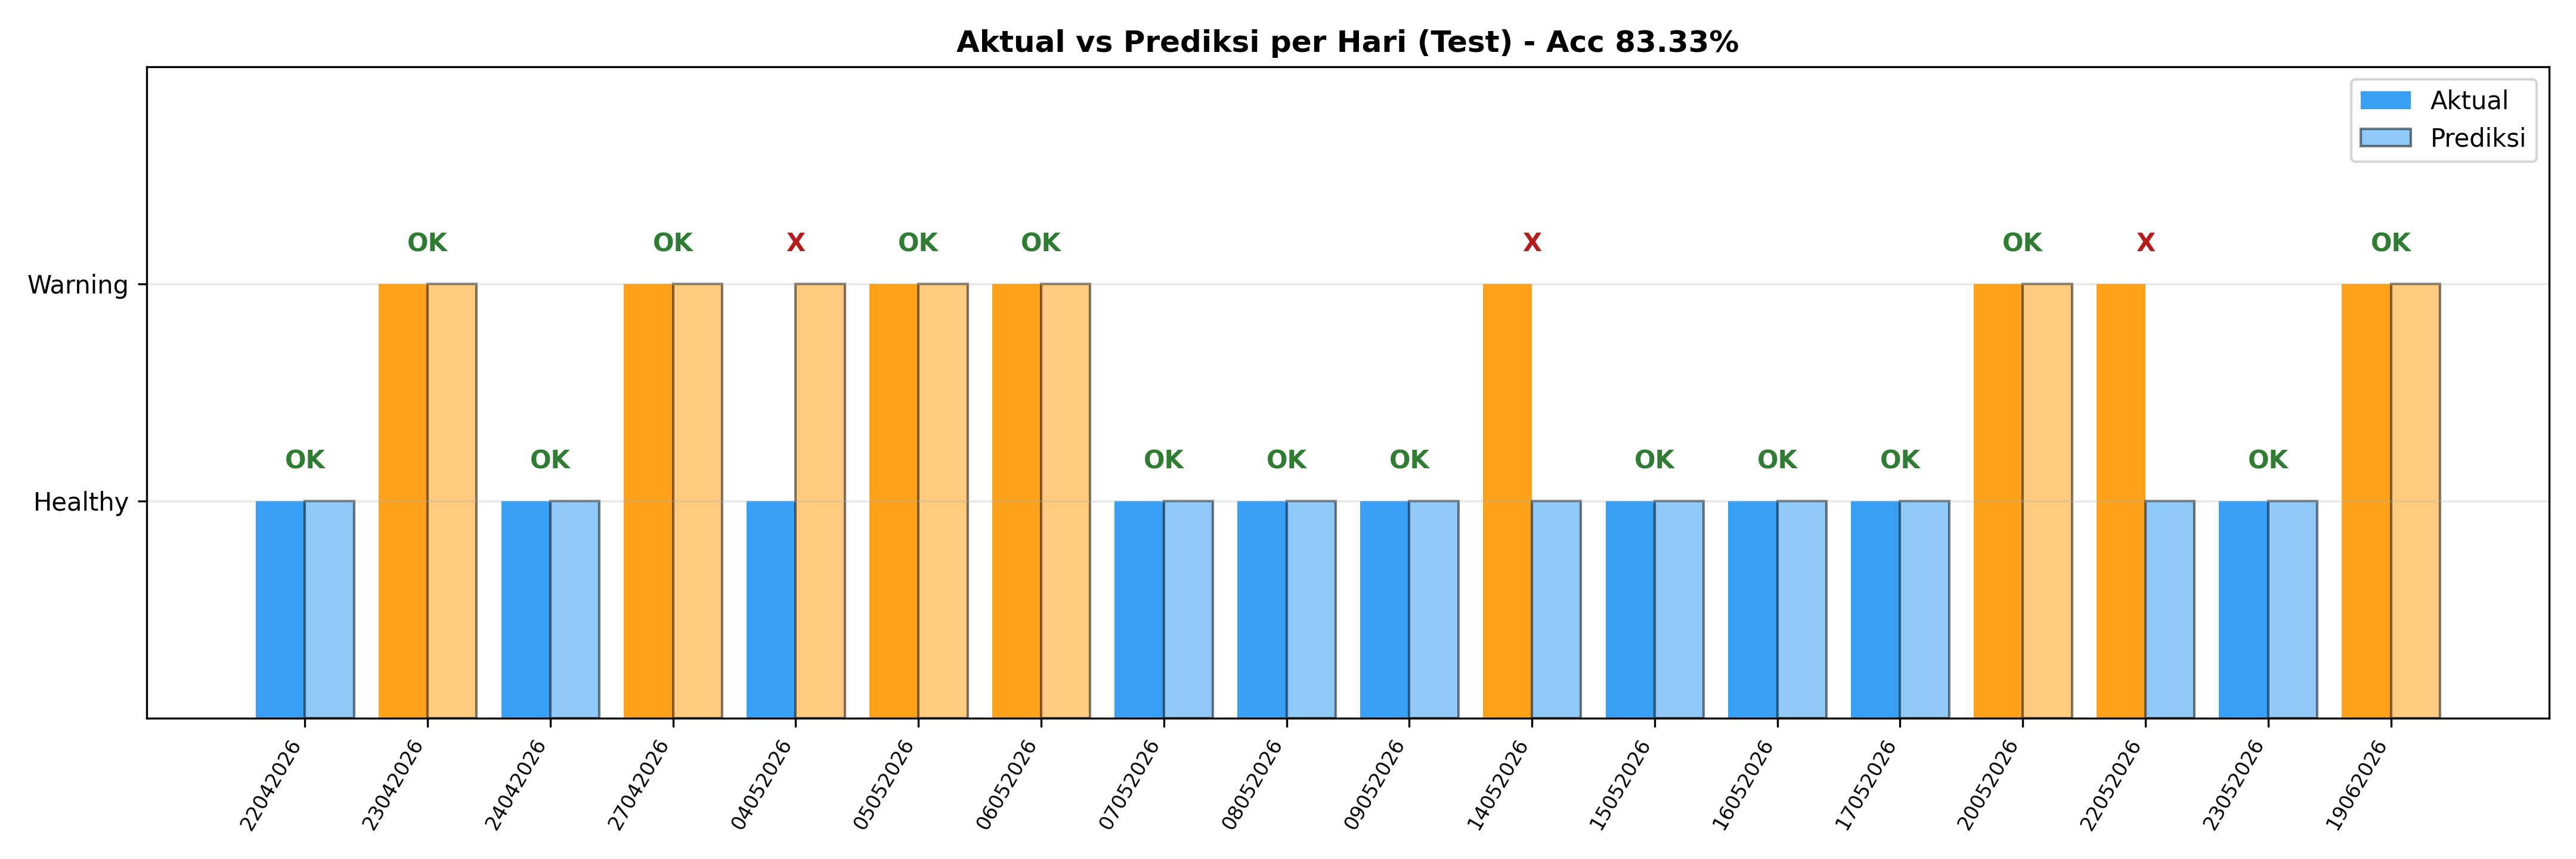 Aktual vs Prediksi per Hari (Test) - Acc 83.33%
Aktual
Prediksi
OK OK X OK OK X OK X OK
Warning
OK OK OK OK OK OK OK OK OK
Healthy
22042026 23042026 24042026 27042026 04052026 05052026 06052026 07052026 08052026 09052026 14052026 15052026 16052026 17052026 20052026 22052026 23052026 19062026